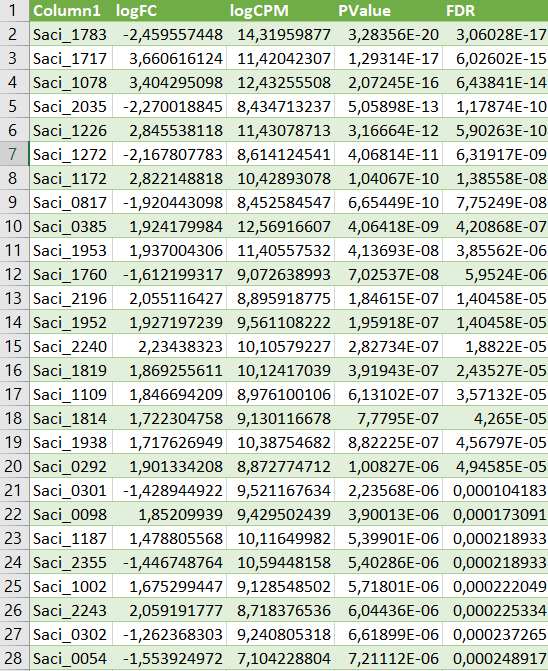 1 Column1 logFC logCPM PValue FDR
2 Saci_1783 -2,459557448 14,31959877 3,28356E-20 3,06028E-17
3 Saci_1717 3,660616124 11,42042307 1,29314E-17 6,02602E-15
4 Saci_1078 3,404295098 12,43255508 2,07245E-16 6,43841E-14
5 Saci_2035 -2,270018845 8,434713237 5,05898E-13 1,17874E-10
6 Saci_1226 2,845538118 11,43078713 3,16664E-12 5,90263E-10
7 Saci_1272 -2,167807783 8,614124541 4,06814E-11 6,31917E-09
8 Saci_1172 2,822148818 10,42893078 1,04067E-10 1,38558E-08
9 Saci_0817 -1,920443098 8,452584547 6,65449E-10 7,75249E-08
10 Saci_0385 1,924179984 12,56916607 4,06418E-09 4,20868E-07
11 Saci_1953 1,937004306 11,40557532 4,13693E-08 3,85562E-06
12 Saci_1760 -1,612199317 9,072638993 7,02537E-08 5,9524E-06
13 Saci_2196 2,055116427 8,895918775 1,84615E-07 1,40458E-05
14 Saci_1952 1,927197239 9,561108222 1,95918E-07 1,40458E-05
15 Saci_2240 2,23438323 10,10579227 2,82734E-07 1,8822E-05
16 Saci_1819 1,869255611 10,12417039 3,91943E-07 2,43527E-05
17 Saci_1109 1,846694209 8,976100106 6,13102E-07 3,57132E-05
18 Saci_1814 1,722304758 9,130116678 7,7795E-07 4,265E-05
19 Saci_1938 1,717626949 10,38754682 8,82225E-07 4,56797E-05
20 Saci_0292 1,901334208 8,872774712 1,00827E-06 4,94585E-05
21 Saci_0301 -1,428944922 9,521167634 2,23568E-06 0,000104183
22 Saci_0098 1,85209939 9,429502439 3,90013E-06 0,000173091
23 Saci_1187 1,478805568 10,11649982 5,39901E-06 0,000218933
24 Saci_2355 -1,446748764 10,59448158 5,40286E-06 0,000218933
25 Saci_1002 1,675299447 9,128548502 5,71801E-06 0,000222049
26 Saci_2243 2,059191777 8,718376536 6,04436E-06 0,000225334
27 Saci_0302 -1,262368303 9,240805318 6,61899E-06 0,000237265
28 Saci_0054 -1,553924972 7,104228804 7,21112E-06 0,000248917